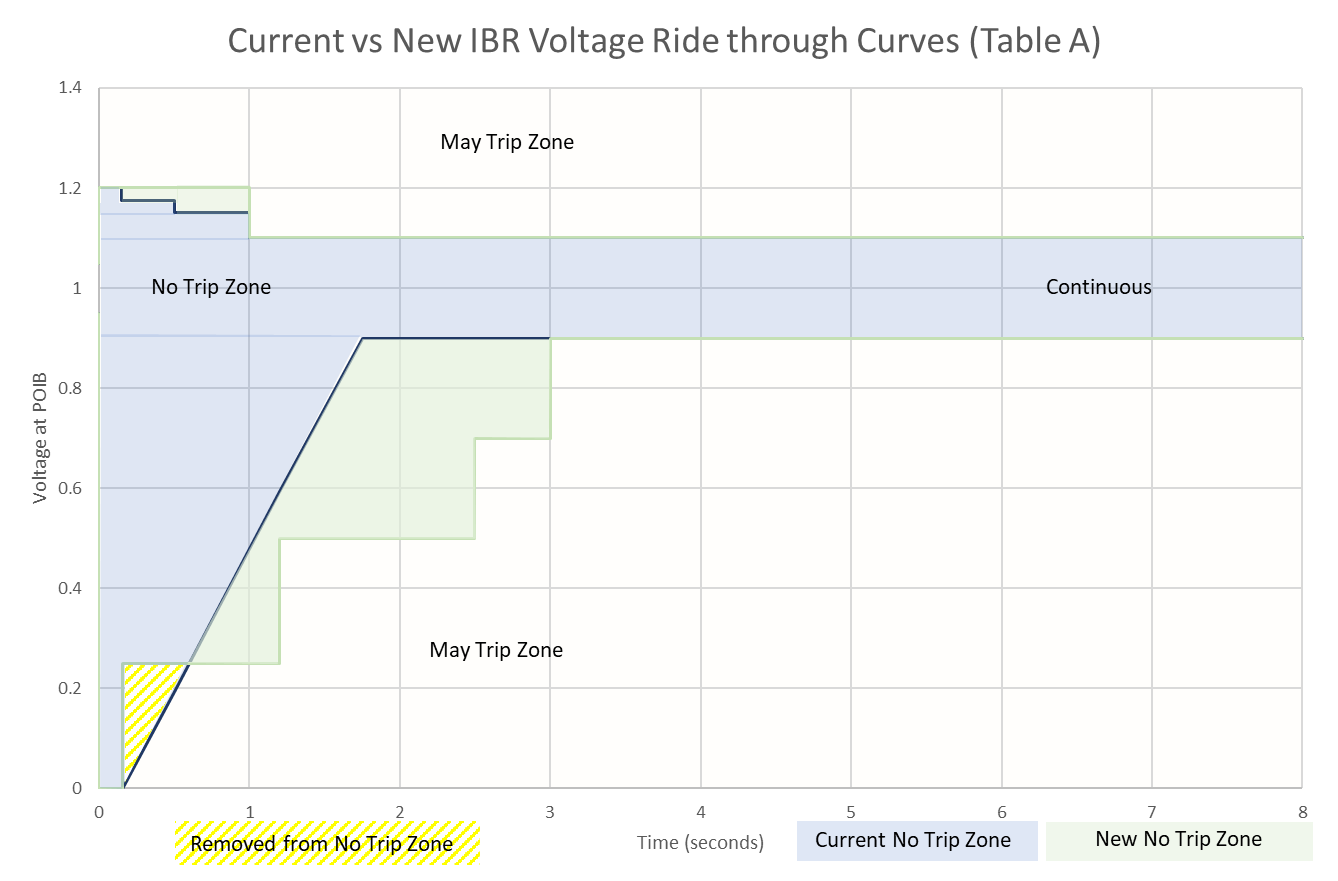 Current vs New IBR Voltage Ride through Curves (Table A)
1.4
May Trip Zone
1.2
No Trip Zone
1
Continuous
0.8
Voltage at POIB
0.6
0.4
May Trip Zone
0.2
0
0 1 2 3 4 5 6 7 8
Removed from No Trip Zone
Time (seconds)
Current No Trip Zone
New No Trip Zone